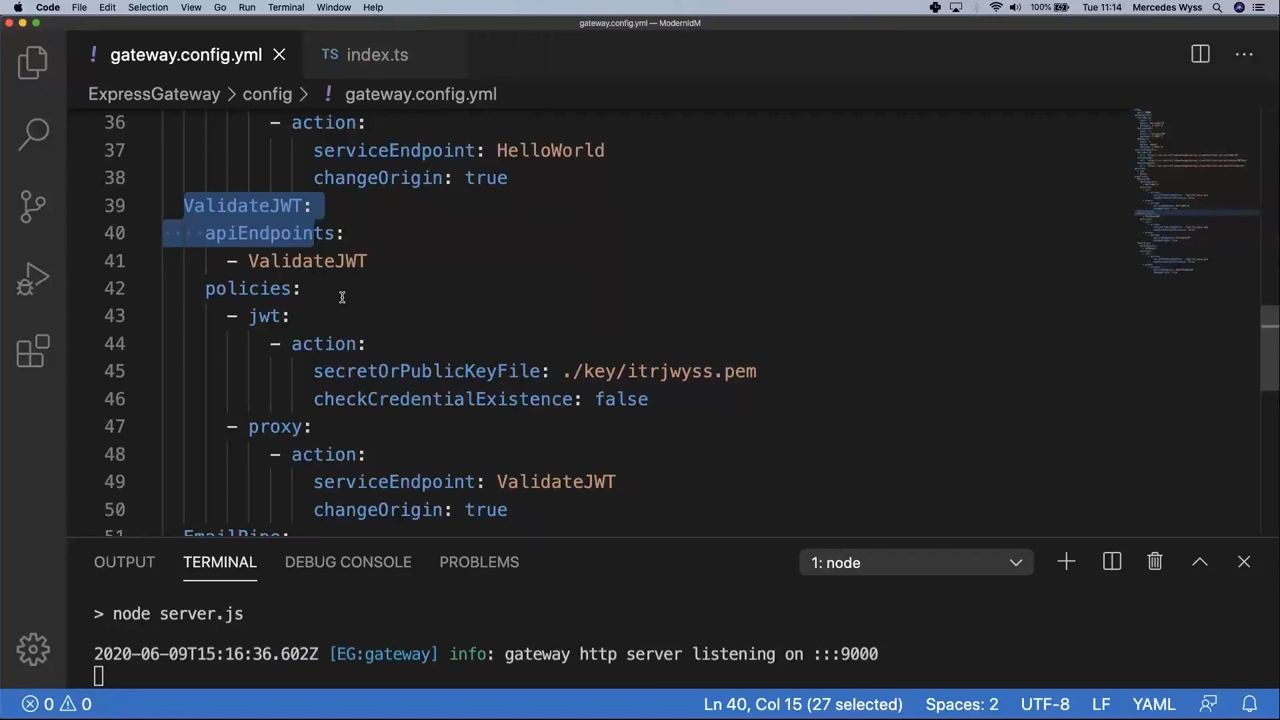 Code File Edit Selection View Go Run Terminal Window Help 100% Tue 11:14 Mercedes Wyss
gateway.config.yml — ModernIdM
! gateway.config.yml TS index.ts
ExpressGateway > config > ! gateway.config.yml
36 - action:
37 serviceEndpoint: HelloWorld
38 changeOrigin: true
39 ValidateJWT:
40 apiEndpoints:
41 - ValidateJWT
42 policies:
43 - jwt:
44 - action:
45 secretOrPublicKeyFile: ./key/itrjwyss.pem
46 checkCredentialExistence: false
47 - proxy:
48 - action:
49 serviceEndpoint: ValidateJWT
50 changeOrigin: true
51 EmailPipe:
OUTPUT TERMINAL DEBUG CONSOLE PROBLEMS 1: node
> node server.js
2020-06-09T15:16:36.602Z [EG:gateway] info: gateway http server listening on :::9000
0 0 Ln 40, Col 15 (27 selected) Spaces: 2 UTF-8 LF YAML